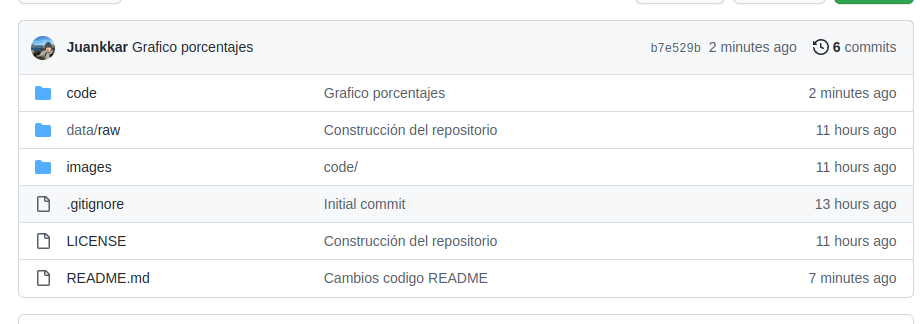 Juankkar Grafico porcentajes b7e529b 2 minutes ago 6 commits
code Grafico porcentajes 2 minutes ago
data/raw Construcción del repositorio 11 hours ago
images code/ 11 hours ago
.gitignore Initial commit 13 hours ago
LICENSE Construcción del repositorio 11 hours ago
README.md Cambios codigo README 7 minutes ago